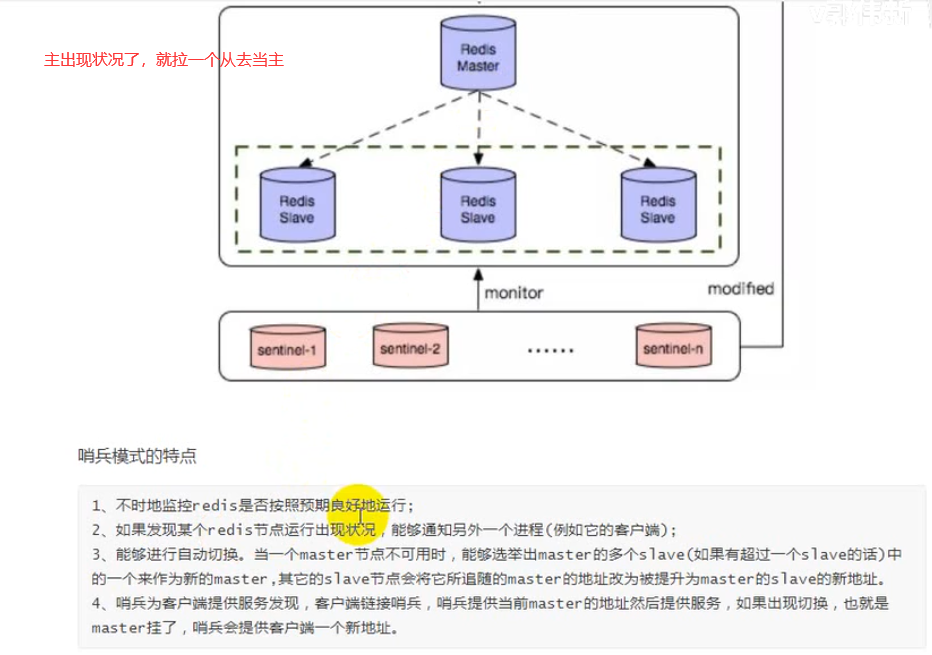 Redis
Master
主出现状况了，就拉一个从去当主
Redis
Slave
Redis
Slave
Redis
Slave
monitor
modified
sentinel-1
sentinel-2
......
sentinel-n
哨兵模式的特点
1、不时地监控redis是否按照预期良好地运行;
2、如果发现某个redis节点运行出现状况，能够通知另外一个进程(例如它的客户端);
3、能够进行自动切换。当一个master节点不可用时，能够选举出master的多个slave(如果有超过一个slave的话)中
的一个来作为新的master,其它的slave节点会将它所追随的master的地址改为被提升为master的slave的新地址。
4、哨兵为客户端提供服务发现，客户端链接哨兵，哨兵提供当前master的地址然后提供服务，如果出现切换，也就是
master挂了，哨兵会提供客户端一个新地址。